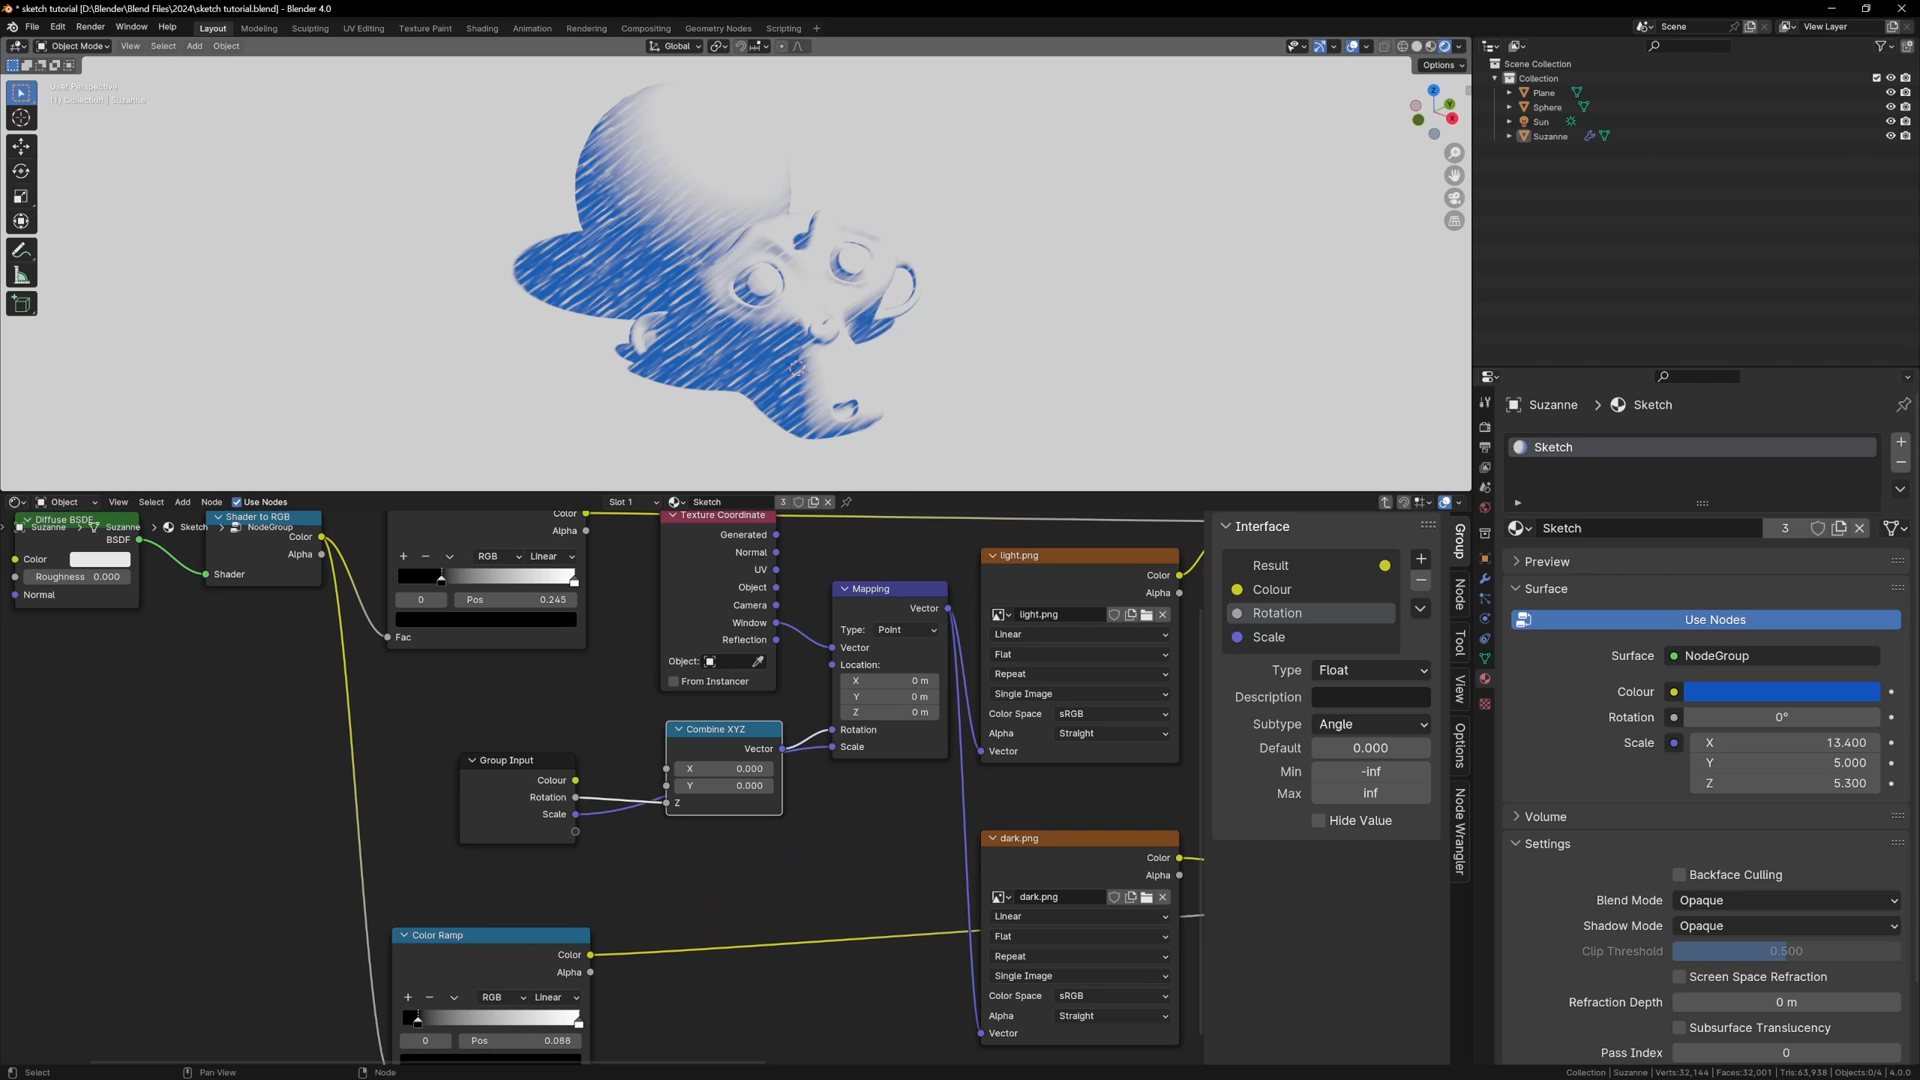 * sketch tutorial [D:\Blender\Blend Files\2024\sketch tutorial.blend] - Blender 4.0
File Edit Render Window Help
Layout Modeling Sculpting UV Editing Texture Paint Shading Animation Rendering Compositing Geometry Nodes Scripting +
Scene
View Layer
Object Mode View Select Add Object
Global
Options
User Perspective
(1) Collection | Suzanne
Z
Y
X
Scene Collection
Collection
Plane
Sphere
Sun
Suzanne
Object View Select Add Node Use Nodes
Slot 1 Sketch 3
Suzanne > Suzanne > Sketch > NodeGroup
Diffuse BSDF
BSDF
Color
Roughness 0.000
Normal
Shader to RGB
Color
Alpha
Shader
Color
Alpha
RGB Linear
0 Pos 0.245
Fac
Texture Coordinate
Generated
Normal
UV
Object
Camera
Window
Reflection
Object:
From Instancer
Mapping
Vector
Type: Point
Vector
Location:
X 0 m
Y 0 m
Z 0 m
Rotation
Scale
Combine XYZ
Vector
X 0.000
Y 0.000
Z
Group Input
Colour
Rotation
Scale
Color Ramp
Color
Alpha
RGB Linear
0 Pos 0.088
light.png
Color
Alpha
light.png
Linear
Flat
Repeat
Single Image
Color Space sRGB
Alpha Straight
Vector
dark.png
Color
Alpha
dark.png
Linear
Flat
Repeat
Single Image
Color Space sRGB
Alpha Straight
Vector
Interface
Result
Colour
Rotation
Scale
Type Float
Description
Subtype Angle
Default 0.000
Min -inf
Max inf
Hide Value
Group
Node
Tool
View
Options
Node Wrangler
Suzanne > Sketch
Sketch
Sketch 3
Preview
Surface
Use Nodes
Surface NodeGroup
Colour
Rotation 0°
Scale X 13.400
Y 5.000
Z 5.300
Volume
Settings
Backface Culling
Blend Mode Opaque
Shadow Mode Opaque
Clip Threshold 0.500
Screen Space Refraction
Refraction Depth 0 m
Subsurface Translucency
Pass Index 0
Select Pan View Node
Collection | Suzanne | Verts:32,144 | Faces:32,001 | Tris:63,938 | Objects:0/4 | 4.0.0